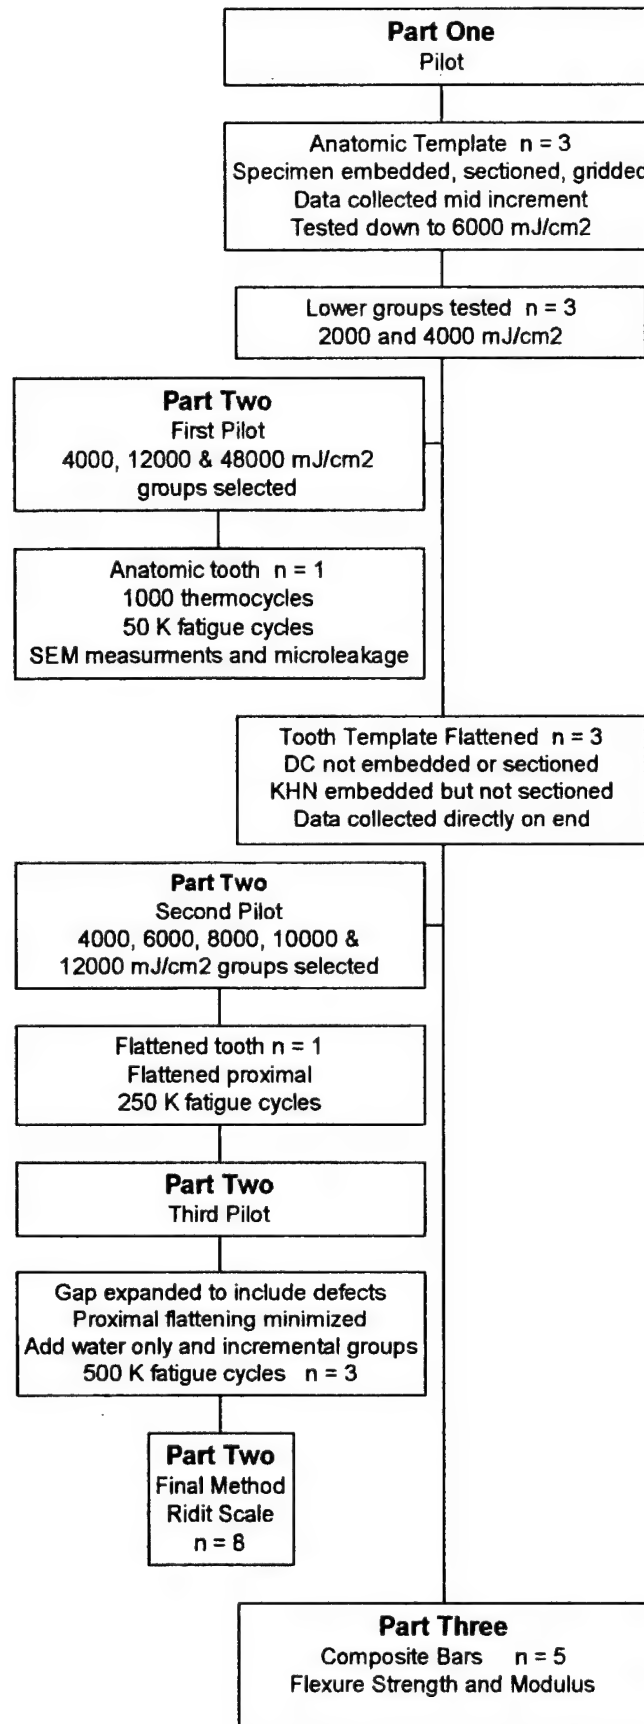 Part One
Pilot
Anatomic Template n = 3
Specimen embedded, sectioned, gridded
Data collected mid increment
Tested down to 6000 mJ/cm2
Lower groups tested n = 3
2000 and 4000 mJ/cm2
Part Two
First Pilot
4000, 12000 & 48000 mJ/cm2
groups selected
Anatomic tooth n = 1
1000 thermocycles
50 K fatigue cycles
SEM measurments and microleakage
Tooth Template Flattened n = 3
DC not embedded or sectioned
KHN embedded but not sectioned
Data collected directly on end
Part Two
Second Pilot
4000, 6000, 8000, 10000 &
12000 mJ/cm2 groups selected
Flattened tooth n = 1
Flattened proximal
250 K fatigue cycles
Part Two
Third Pilot
Gap expanded to include defects
Proximal flattening minimized
Add water only and incremental groups
500 K fatigue cycles n = 3
Part Two
Final Method
Ridit Scale
n = 8
Part Three
Composite Bars n = 5
Flexure Strength and Modulus